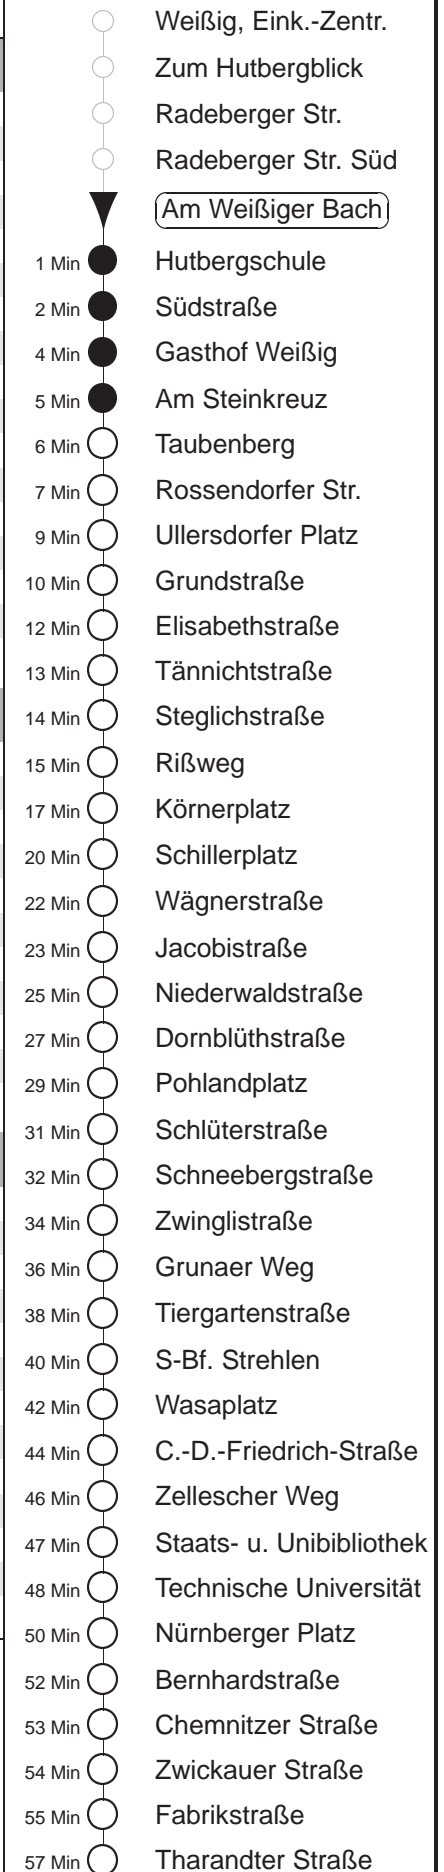 Weißig, Eink.-Zentr.
Zum Hutbergblick
Radeberger Str.
Radeberger Str. Süd
Am Weißiger Bach
1 Min Hutbergschule
2 Min Südstraße
4 Min Gasthof Weißig
5 Min Am Steinkreuz
6 Min Taubenberg
7 Min Rossendorfer Str.
9 Min Ullersdorfer Platz
10 Min Grundstraße
12 Min Elisabethstraße
13 Min Tännichtstraße
14 Min Steglichstraße
15 Min Rißweg
17 Min Körnerplatz
20 Min Schillerplatz
22 Min Wägnerstraße
23 Min Jacobistraße
25 Min Niederwaldstraße
27 Min Dornblüthstraße
29 Min Pohlandplatz
31 Min Schlüterstraße
32 Min Schneebergstraße
34 Min Zwinglistraße
36 Min Grunaer Weg
38 Min Tiergartenstraße
40 Min S-Bf. Strehlen
42 Min Wasaplatz
44 Min C.-D.-Friedrich-Straße
46 Min Zellescher Weg
47 Min Staats- u. Unibibliothek
48 Min Technische Universität
50 Min Nürnberger Platz
52 Min Bernhardstraße
53 Min Chemnitzer Straße
54 Min Zwickauer Straße
55 Min Fabrikstraße
57 Min Tharandter Straße